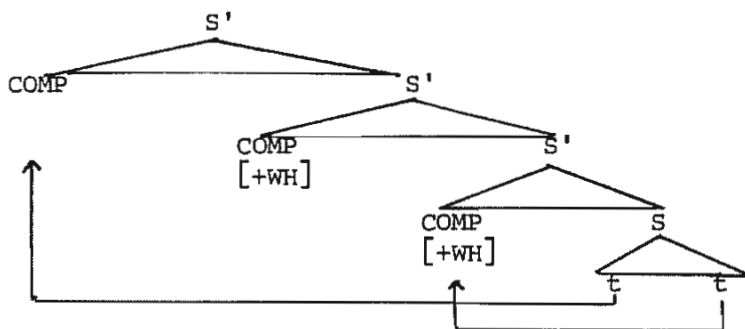 S'
COMP S'
COMP S'
[+WH]
COMP S
[+WH]
t t